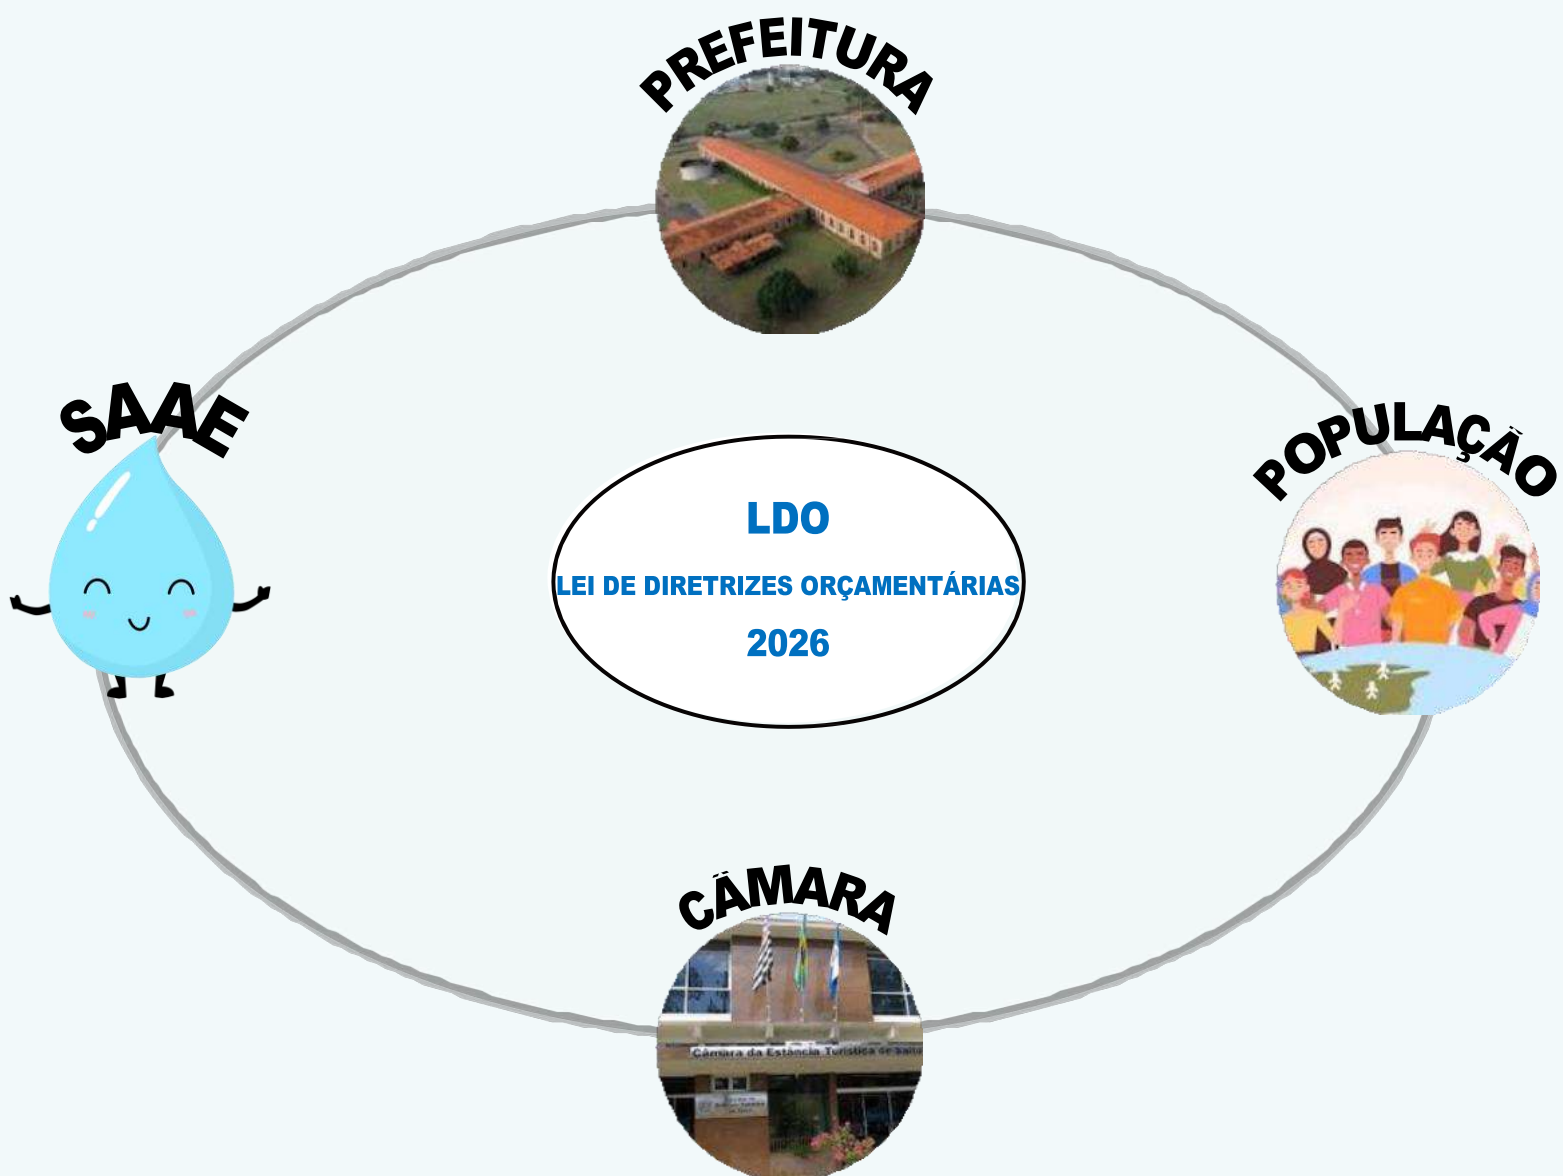 PREFEITURA
SAAE
POPULAÇÃO
LDO
LEI DE DIRETRIZES ORÇAMENTÁRIAS
2026
CÂMARA
Câmara da Estância Turística de